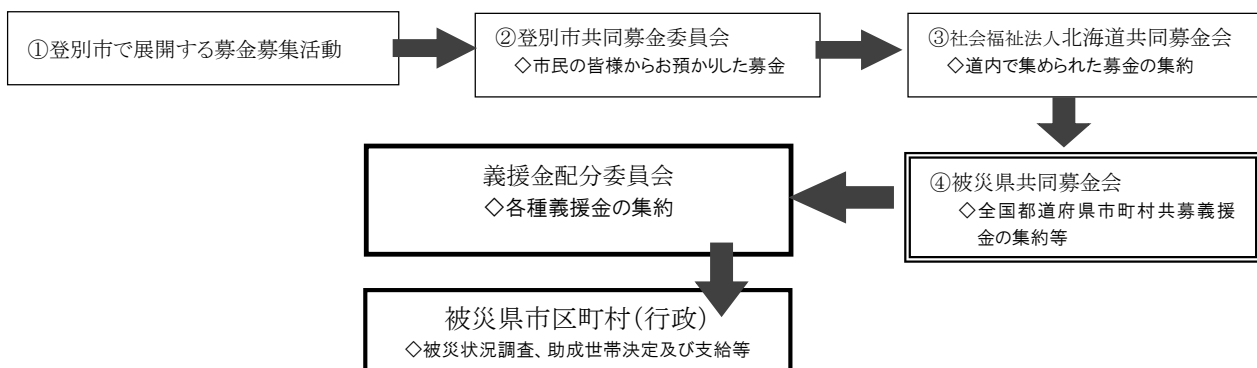 ①登別市で展開する募金募集活動
②登別市共同募金委員会
◇市民の皆様からお預かりした募金
③社会福祉法人北海道共同募金会
◇道内で集められた募金の集約
④被災県共同募金会
◇全国都道府県市町村共募義援
金の集約等
義援金配分委員会
◇各種義援金の集約
被災県市区町村(行政)
◇被災状況調査、助成世帯決定及び支給等